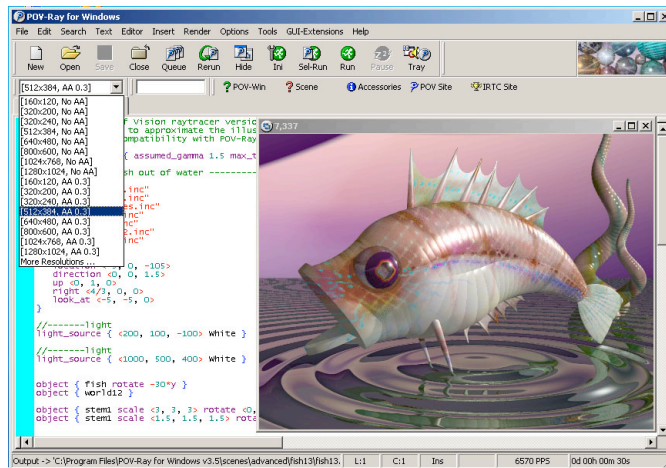 POV-Ray for Windows
File Edit Search Text Editor Insert Render Options Tools GUI-Extensions Help
New Open Save Close Queue Rerun Hide Ini Sel-Run Run Pause Tray
[512x384, AA 0.3] POV-Win Scene Accessories POV Site IRTC Site
[160x120, No AA]
[320x200, No AA]
[320x240, No AA]
[512x384, No AA]
[640x480, No AA]
[800x600, No AA]
[1024x768, No AA]
[1280x1024, No AA]
[160x120, AA 0.3]
[320x200, AA 0.3]
[320x240, AA 0.3]
[512x384, AA 0.3]
[640x480, AA 0.3]
[800x600, AA 0.3]
[1024x768, AA 0.3]
[1280x1024, AA 0.3]
More Resolutions ...
f Vision raytracer versio
to approximate the illus
ompatibility with POV-Ray
{ assumed_gamma 1.5 max_t
sh out of water ----------
.inc"
.inc"
es.inc"
nc"
c"
2.inc"
inc"
0, -105>
direction <0, 0, 1.5>
up <0, 1, 0>
right <4/3, 0, 0>
look_at <-5, -5, 0>
}
//-------light
light_source { <200, 100, -100> White }
//-------light
light_source { <1000, 500, 400> White }
object { fish rotate -30*y }
object { world12 }
object { stem1 scale <3, 3, 3> rotate <0,
object { stem1 scale <1.5, 1.5, 1.5> rota
7,337
Output -> 'C:\Program Files\POV-Ray for Windows v3.5\scenes\advanced\fish13\fish13. L:1 C:1 Ins 6570 PPS 0d 00h 00m 30s